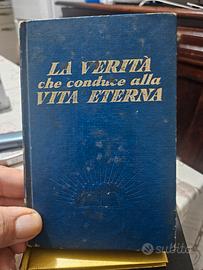 LA VERITÀ
che conduce alla
VITA ETERNA
subito